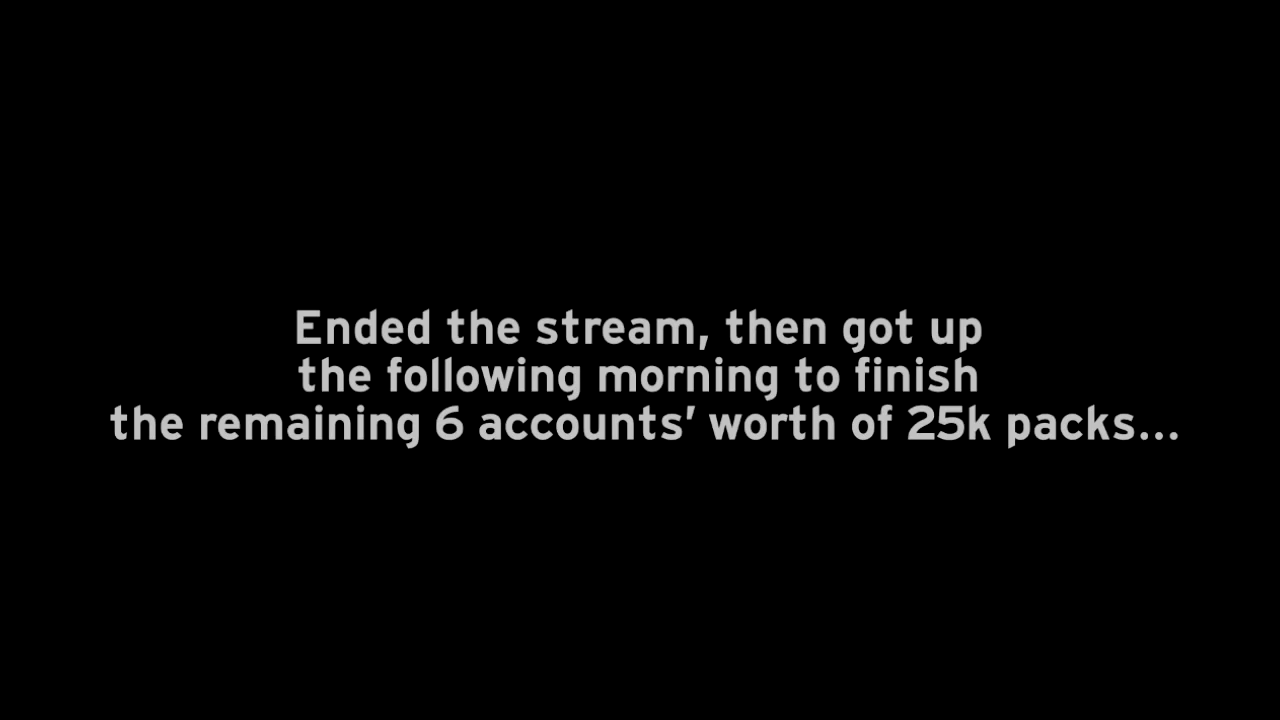 Ended the stream, then got up
the following morning to finish
the remaining 6 accounts’ worth of 25k packs...